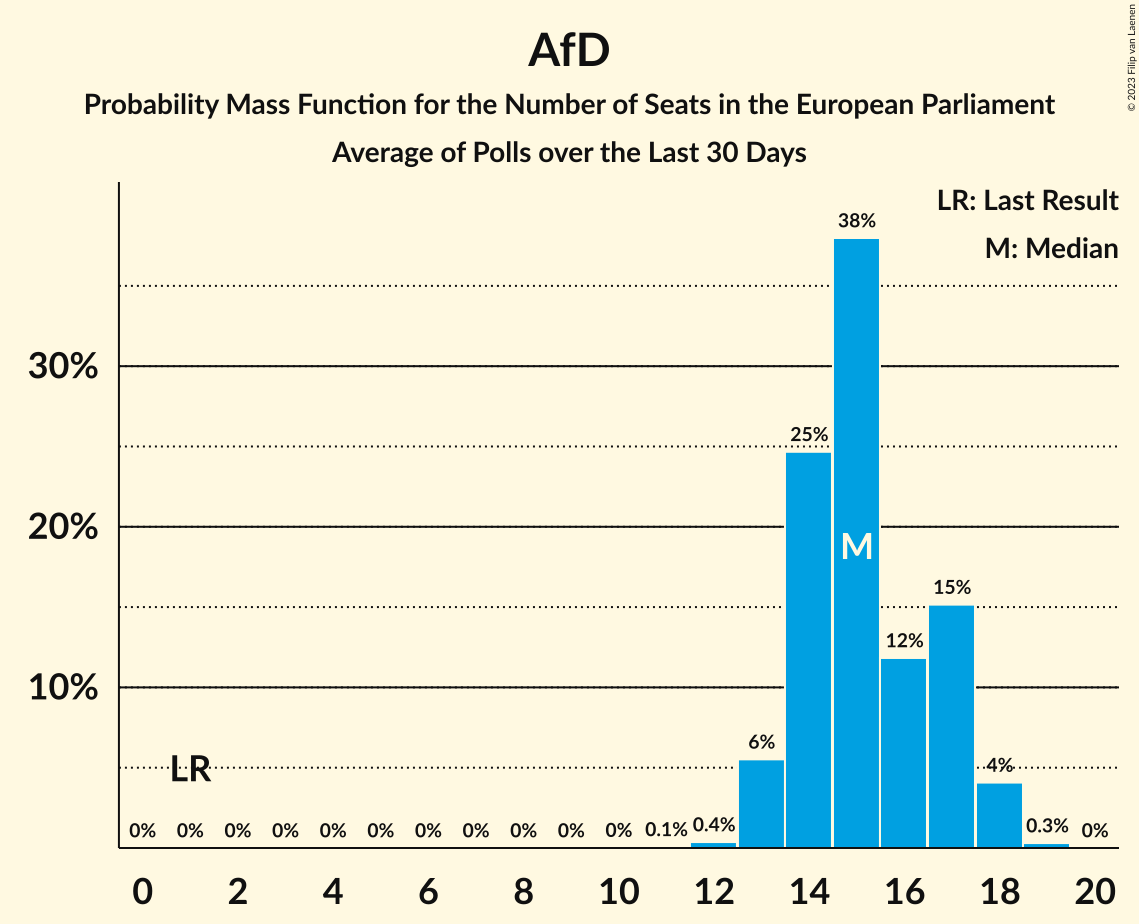 AfD
Probability Mass Function for the Number of Seats in the European Parliament
Average of Polls over the Last 30 Days
© 2023 Filip van Laenen
LR: Last Result
M: Median
38%
30%
25%
20%
M
15%
12%
10%
6%
LR
4%
0% 0% 0% 0% 0% 0% 0% 0% 0% 0% 0% 0.1% 0.4% 0.3% 0%
0 2 4 6 8 10 12 14 16 18 20